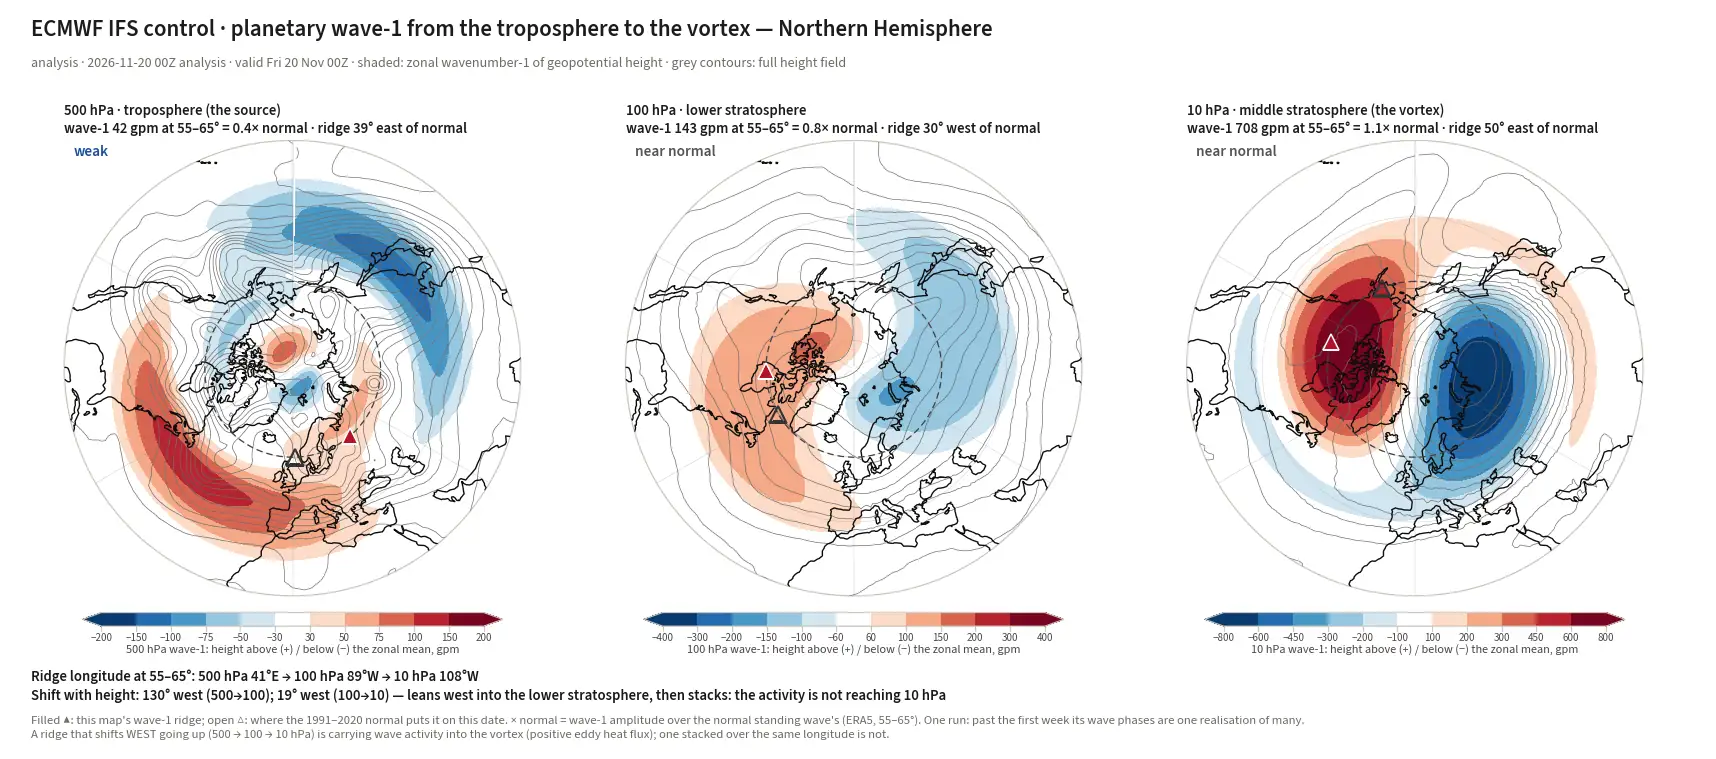 ECMWF IFS control · planetary wave-1 from the troposphere to the vortex — Northern Hemisphere
analysis · 2026-11-20 00Z analysis · valid Fri 20 Nov 00Z · shaded: zonal wavenumber-1 of geopotential height · grey contours: full height field
500 hPa · troposphere (the source)
wave-1 42 gpm at 55–65° = 0.4× normal · ridge 39° east of normal
weak
100 hPa · lower stratosphere
wave-1 143 gpm at 55–65° = 0.8× normal · ridge 30° west of normal
near normal
10 hPa · middle stratosphere (the vortex)
wave-1 708 gpm at 55–65° = 1.1× normal · ridge 50° east of normal
near normal
−200 −150 −100 −75 −50 −30 30 50 75 100 150 200
500 hPa wave-1: height above (+) / below (−) the zonal mean, gpm
−400 −300 −200 −150 −100 −60 60 100 150 200 300 400
100 hPa wave-1: height above (+) / below (−) the zonal mean, gpm
−800 −600 −450 −300 −200 −100 100 200 300 450 600 800
10 hPa wave-1: height above (+) / below (−) the zonal mean, gpm
Ridge longitude at 55–65°: 500 hPa 41°E → 100 hPa 89°W → 10 hPa 108°W
Shift with height: 130° west (500→100); 19° west (100→10) — leans west into the lower stratosphere, then stacks: the activity is not reaching 10 hPa
Filled ▲: this map's wave-1 ridge; open △: where the 1991–2020 normal puts it on this date. × normal = wave-1 amplitude over the normal standing wave's (ERA5, 55–65°). One run: past the first week its wave phases are one realisation of many.
A ridge that shifts WEST going up (500 → 100 → 10 hPa) is carrying wave activity into the vortex (positive eddy heat flux); one stacked over the same longitude is not.